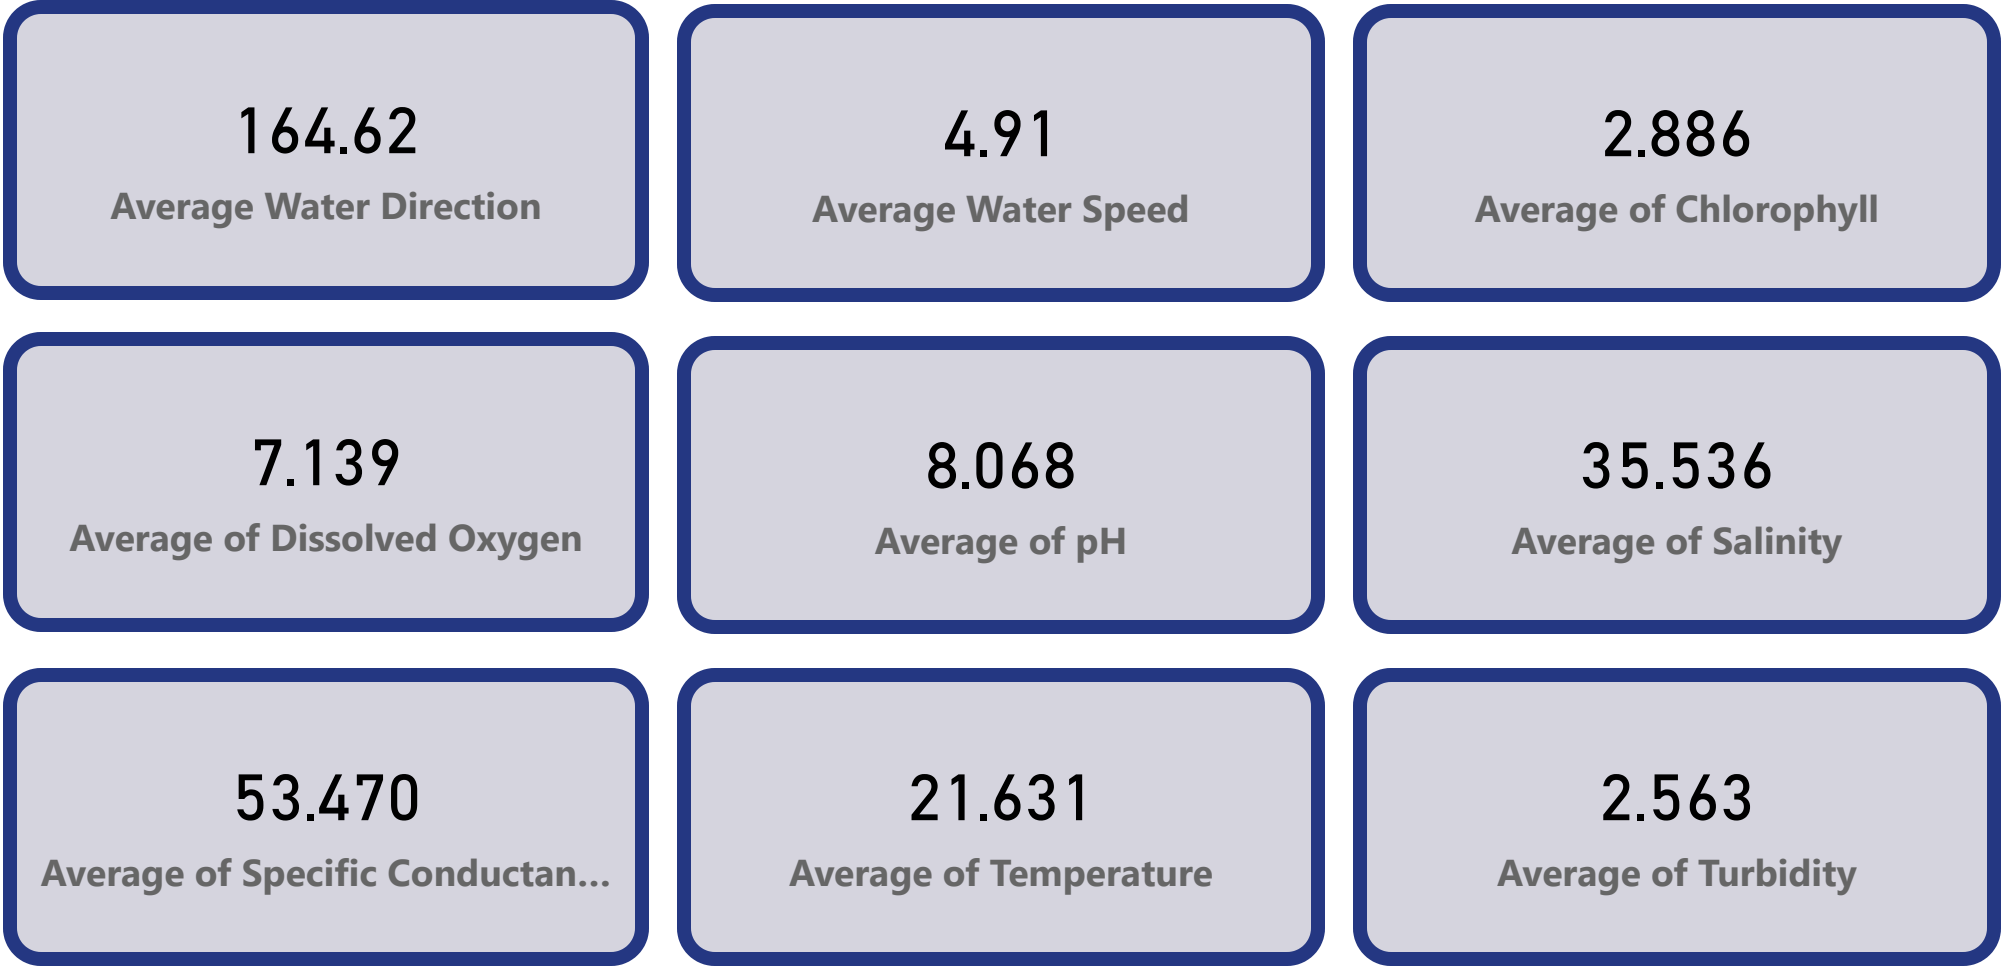 164.62
Average Water Direction
4.91
Average Water Speed
2.886
Average of Chlorophyll
7.139
Average of Dissolved Oxygen
8.068
Average of pH
35.536
Average of Salinity
53.470
Average of Specific Conductan...
21.631
Average of Temperature
2.563
Average of Turbidity